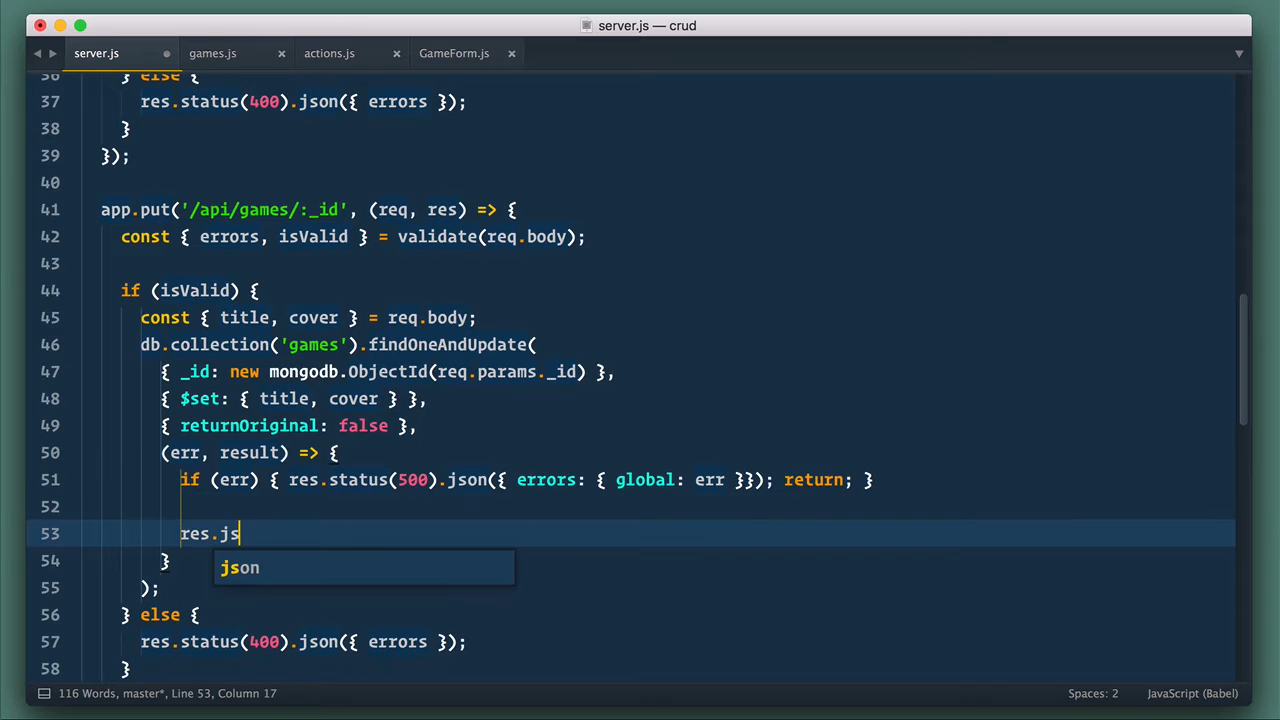 server.js — crud
server.js games.js actions.js GameForm.js
36 } else {
37 res.status(400).json({ errors });
38 }
39 });
40
41 app.put('/api/games/:_id', (req, res) => {
42 const { errors, isValid } = validate(req.body);
43
44 if (isValid) {
45 const { title, cover } = req.body;
46 db.collection('games').findOneAndUpdate(
47 { _id: new mongodb.ObjectId(req.params._id) },
48 { $set: { title, cover } },
49 { returnOriginal: false },
50 (err, result) => {
51 if (err) { res.status(500).json({ errors: { global: err }}); return; }
52
53 res.js
54 }
json
55 );
56 } else {
57 res.status(400).json({ errors });
58 }
116 Words, master*, Line 53, Column 17 Spaces: 2 JavaScript (Babel)